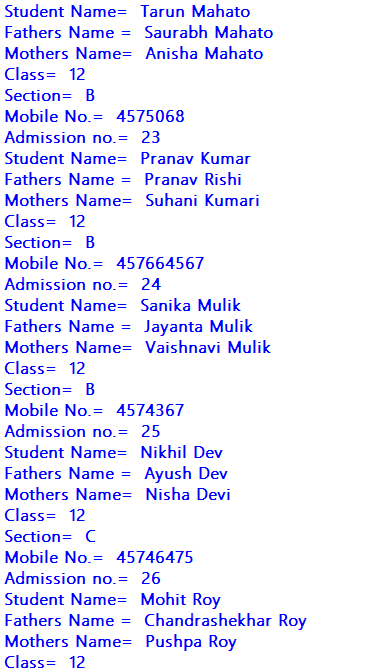 Student Name=  Tarun Mahato
Fathers Name =  Saurabh Mahato
Mothers Name=  Anisha Mahato
Class=  12
Section=  B
Mobile No.=  4575068
Admission no.=  23
Student Name=  Pranav Kumar
Fathers Name =  Pranav Rishi
Mothers Name=  Suhani Kumari
Class=  12
Section=  B
Mobile No.=  457664567
Admission no.=  24
Student Name=  Sanika Mulik
Fathers Name =  Jayanta Mulik
Mothers Name=  Vaishnavi Mulik
Class=  12
Section=  B
Mobile No.=  4574367
Admission no.=  25
Student Name=  Nikhil Dev
Fathers Name =  Ayush Dev
Mothers Name=  Nisha Devi
Class=  12
Section=  C
Mobile No.=  45746475
Admission no.=  26
Student Name=  Mohit Roy
Fathers Name =  Chandrashekhar Roy
Mothers Name=  Pushpa Roy
Class=  12